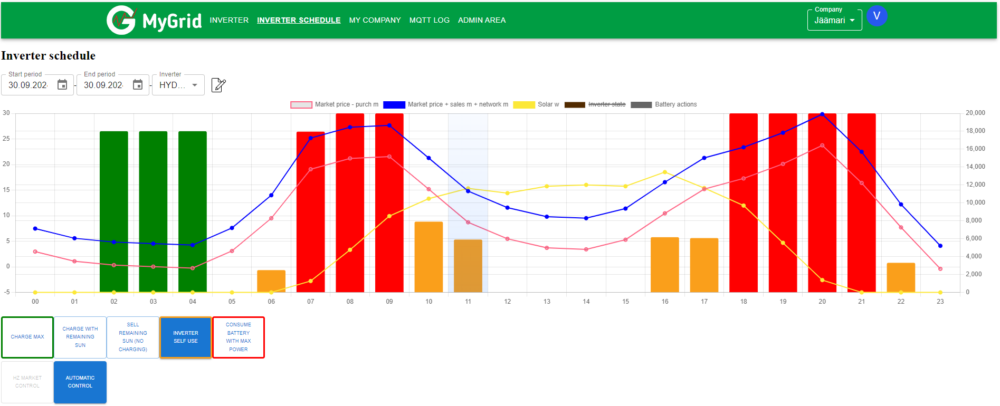 MyGrid INVERTER INVERTER SCHEDULE MY COMPANY MQTT LOG ADMIN AREA Company Jäämari V
Inverter schedule
Start period End period Inverter
30.09.202 - 30.09.202 - HYD...
Market price - purch m Market price + sales m + network m Solar w Inverter state Battery actions
30 20,000
18,000
25
16,000
20
14,000
15 12,000
10,000
10
8,000
5 6,000
4,000
0
2,000
-5 0
00 01 02 03 04 05 06 07 08 09 10 11 12 13 14 15 16 17 18 19 20 21 22 23
CHARGE MAX
CHARGE WITH
REMAINING
SUN
SELL
REMAINING
SUN (NO
CHARGING)
INVERTER
SELF USE
CONSUME
BATTERY
WITH MAX
POWER
HZ MARKET
CONTROL
AUTOMATIC
CONTROL